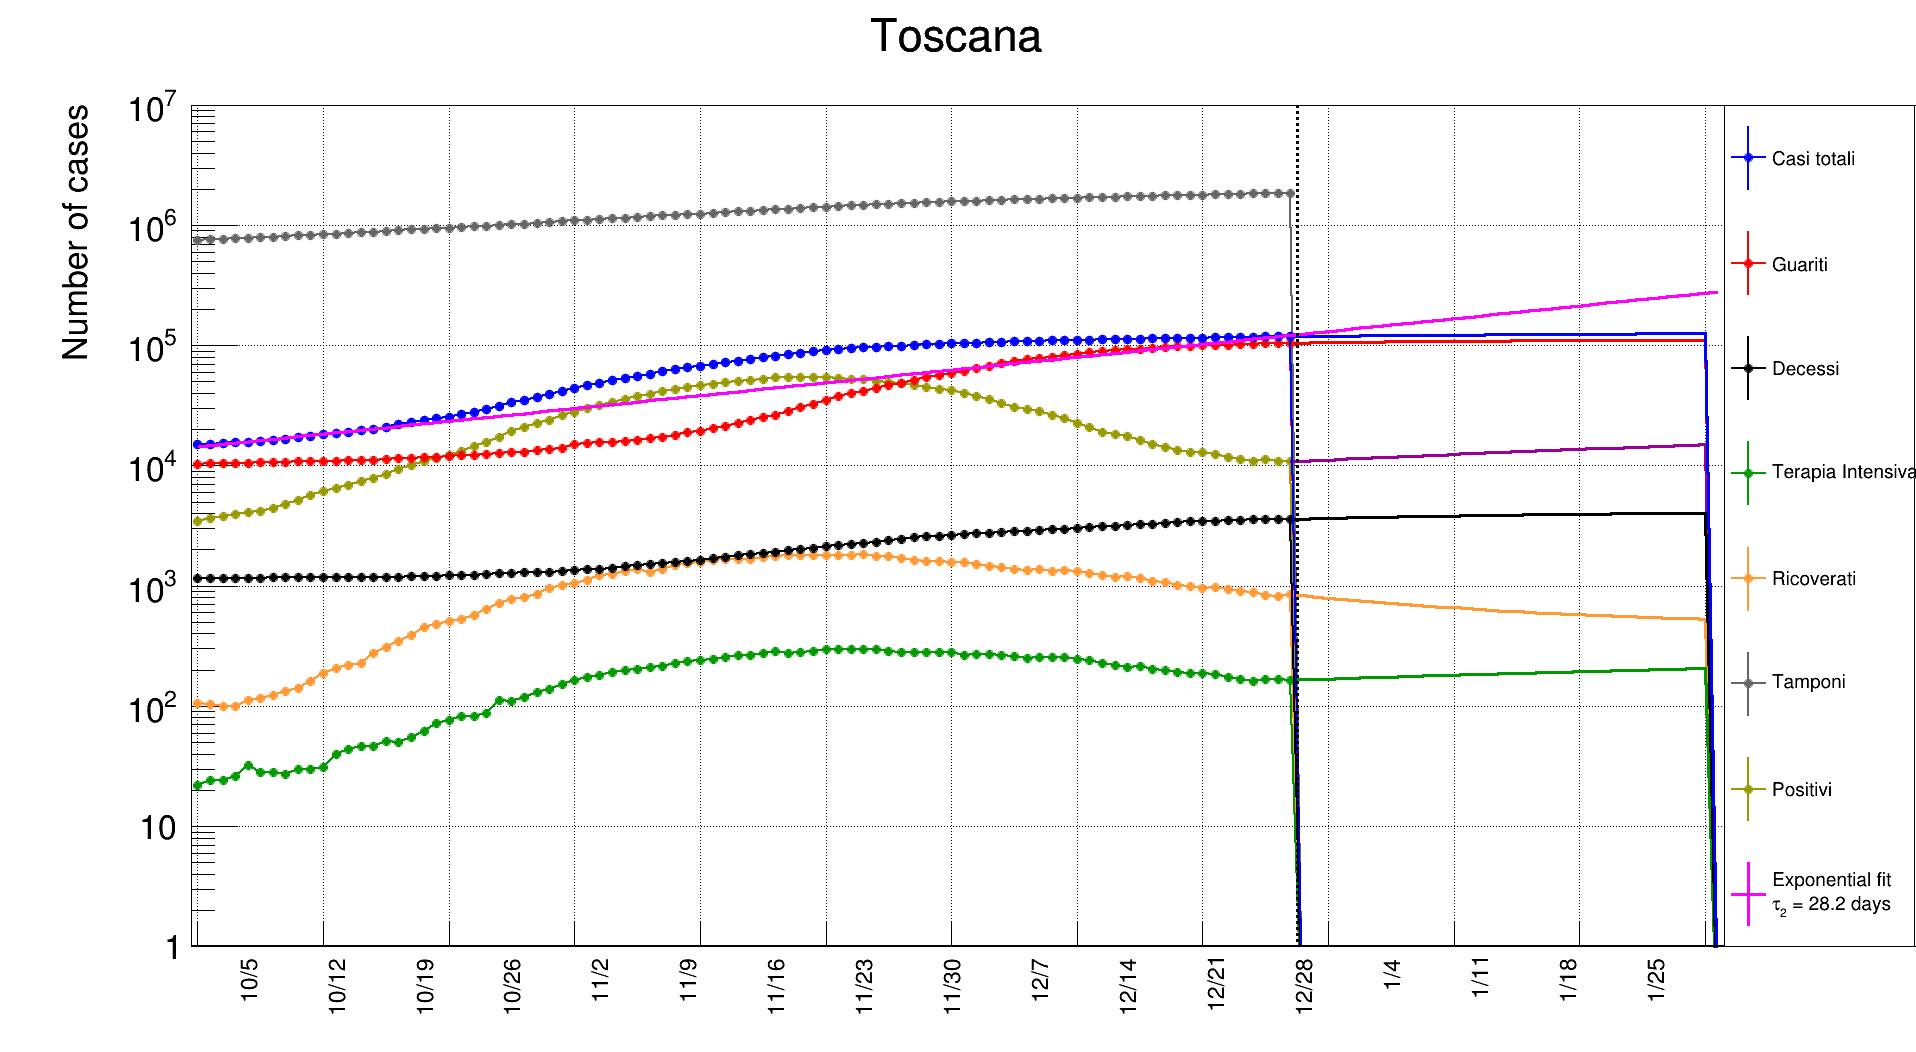 Toscana
Number of cases
10^7
10^6
10^5
10^4
10^3
10^2
10
1
10/5
10/12
10/19
10/26
11/2
11/9
11/16
11/23
11/30
12/7
12/14
12/21
12/28
1/4
1/11
1/18
1/25
Casi totali
Guariti
Decessi
Terapia Intensiva
Ricoverati
Tamponi
Positivi
Exponential fit
τ_2 = 28.2 days